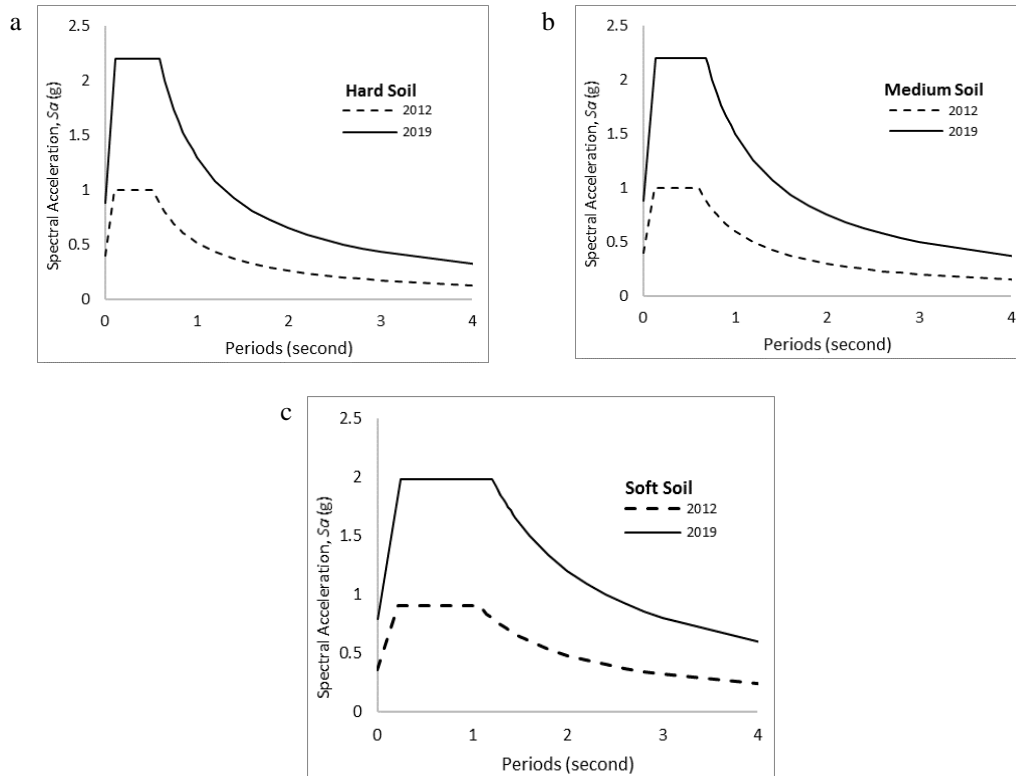 a
2.5
2
1.5
1
0.5
0
Spectral Acceleration, Sa (g)
Hard Soil
2012
2019
0 1 2 3 4
Periods (second)
b
2.5
2
1.5
1
0.5
0
Spectral Acceleration, Sa (g)
Medium Soil
2012
2019
0 1 2 3 4
Periods (second)
c
2.5
2
1.5
1
0.5
0
Spectral Acceleration, Sa (g)
Soft Soil
2012
2019
0 1 2 3 4
Periods (second)